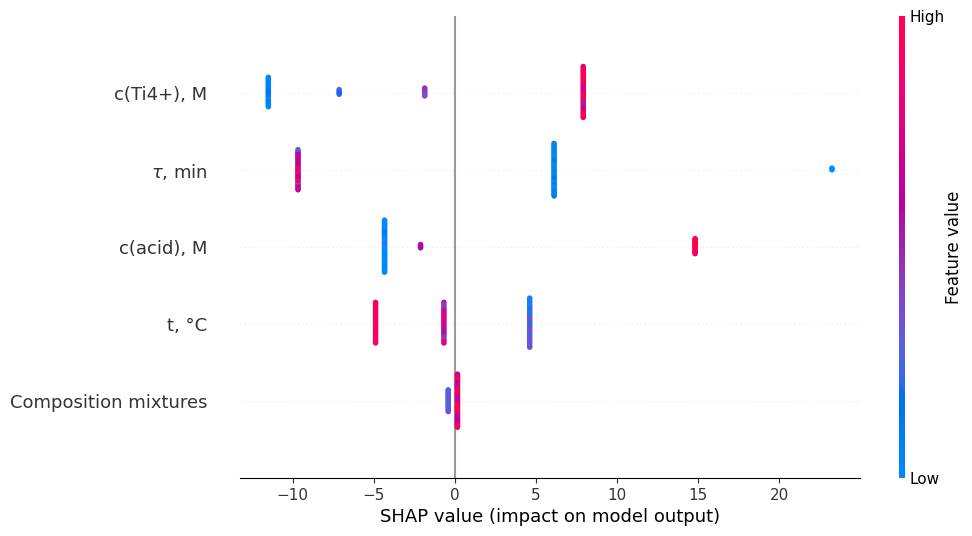 High
c(Ti4+), M
τ, min
c(acid), M
t, °C
Composition mixtures
Feature value
Low
−10 −5 0 5 10 15 20
SHAP value (impact on model output)